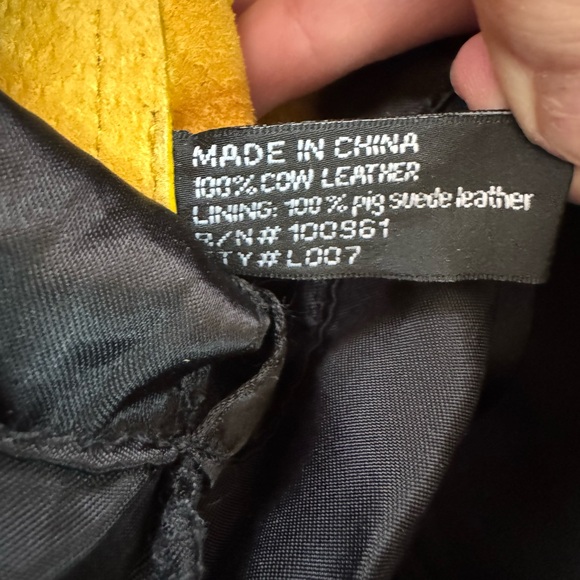 MADE IN CHINA
100% COW LEATHER
LINING: 100% pig suede leather
R/N# 100961
TY# L007